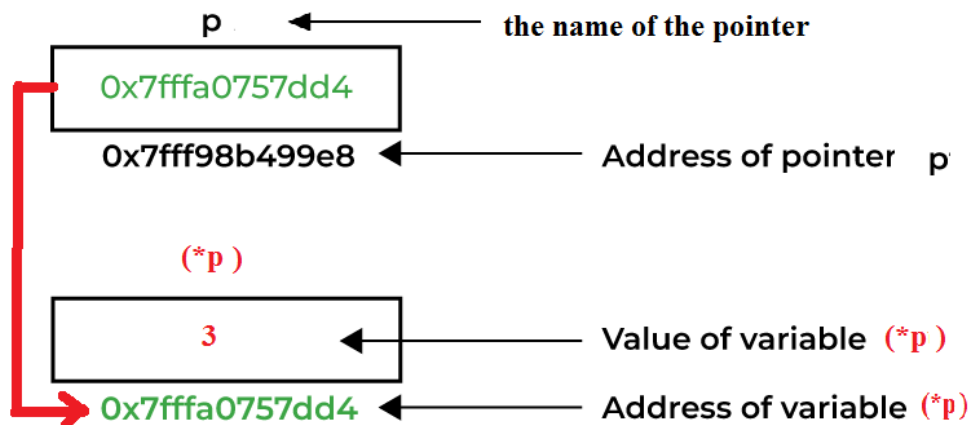 p the name of the pointer
0x7fffa0757dd4
0x7fff98b499e8 Address of pointer p
(*p )
3 Value of variable (*p )
0x7fffa0757dd4 Address of variable (*p)